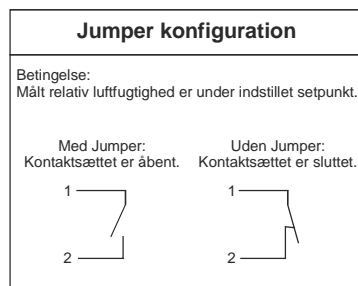 Jumper konfiguration
Betingelse:
Målt relativ luftfugtighed er under indstillet setpunkt.
Med Jumper:
Kontaktsættet er åbent.
1
2
Uden Jumper:
Kontaktsættet er sluttet.
1
2